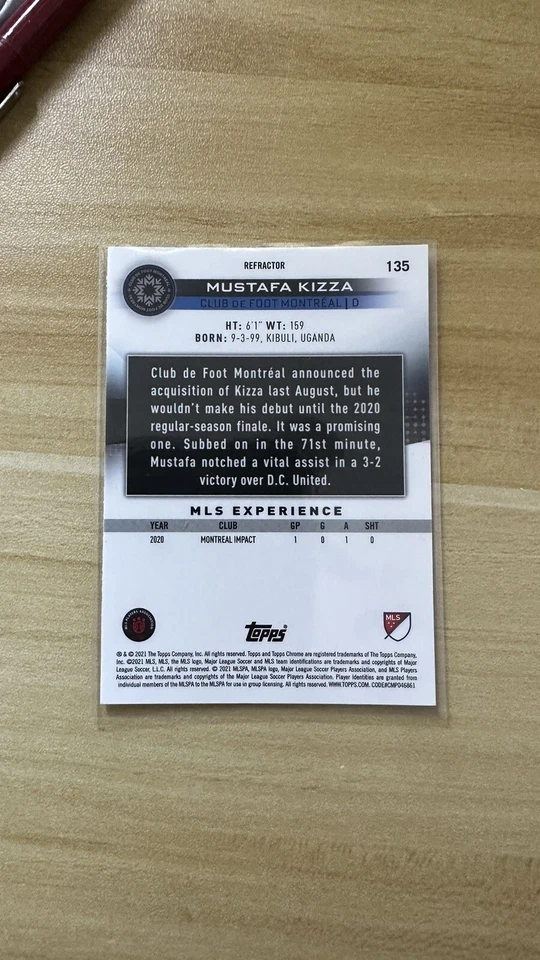 REFRACTOR
135
MUSTAFA KIZZA
CLUB DE FOOT MONTRÉAL | D
HT: 6'1" WT: 159
BORN: 9-3-99, KIBULI, UGANDA
Club de Foot Montréal announced the
acquisition of Kizza last August, but he
wouldn't make his debut until the 2020
regular-season finale. It was a promising
one. Subbed on in the 71st minute,
Mustafa notched a vital assist in a 3-2
victory over D.C. United.
MLS EXPERIENCE
YEAR CLUB GP G A SHT
2020 MONTREAL IMPACT 1 0 1 0
topps
MLS
® & © 2021 The Topps Company, Inc. All rights reserved. Topps and Topps Chrome are registered trademarks of The Topps Company,
Inc. ©2021 MLS, MLS, the MLS logo, Major League Soccer and MLS team identifications are trademarks and copyrights of Major
League Soccer, L.L.C. All rights reserved. © 2021 MLSPA, MLSPA logo, Major League Soccer Players Association, and MLS Players
Association are trademarks and copyrights of the Major League Soccer Players Association. Player Identities are granted from
individual members of the MLSPA to the MLSPA for use in group licensing. All rights reserved. WWW.TOPPS.COM. CODE#CMP046861